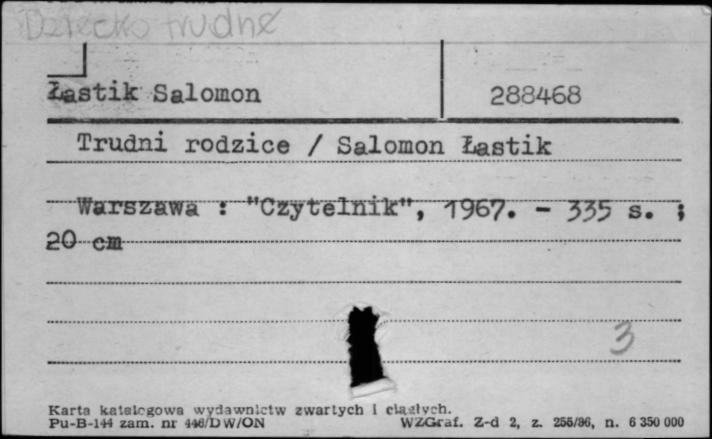 Dziecko trudne
Łastik Salomon 288468
Trudni rodzice / Salomon Łastik
Warszawa : "Czytelnik", 1967. - 335 s. ;
20 cm
3
Karta katalogowa wydawnictw zwartych i ciągłych.
Pu-B-144 zam. nr 446/DW/ON WZGraf. Z-d 2, z. 255/86, n. 6 350 000